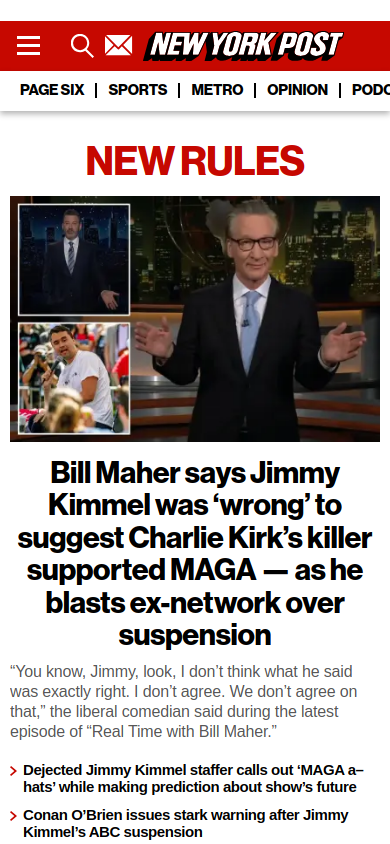 NEW YORK POST
PAGE SIX | SPORTS | METRO | OPINION | PODC
NEW RULES
Bill Maher says Jimmy
Kimmel was ‘wrong’ to
suggest Charlie Kirk’s killer
supported MAGA — as he
blasts ex-network over
suspension
“You know, Jimmy, look, I don’t think what he said
was exactly right. I don’t agree. We don’t agree on
that,” the liberal comedian said during the latest
episode of “Real Time with Bill Maher.”
Dejected Jimmy Kimmel staffer calls out ‘MAGA a–
hats’ while making prediction about show’s future
Conan O’Brien issues stark warning after Jimmy
Kimmel’s ABC suspension